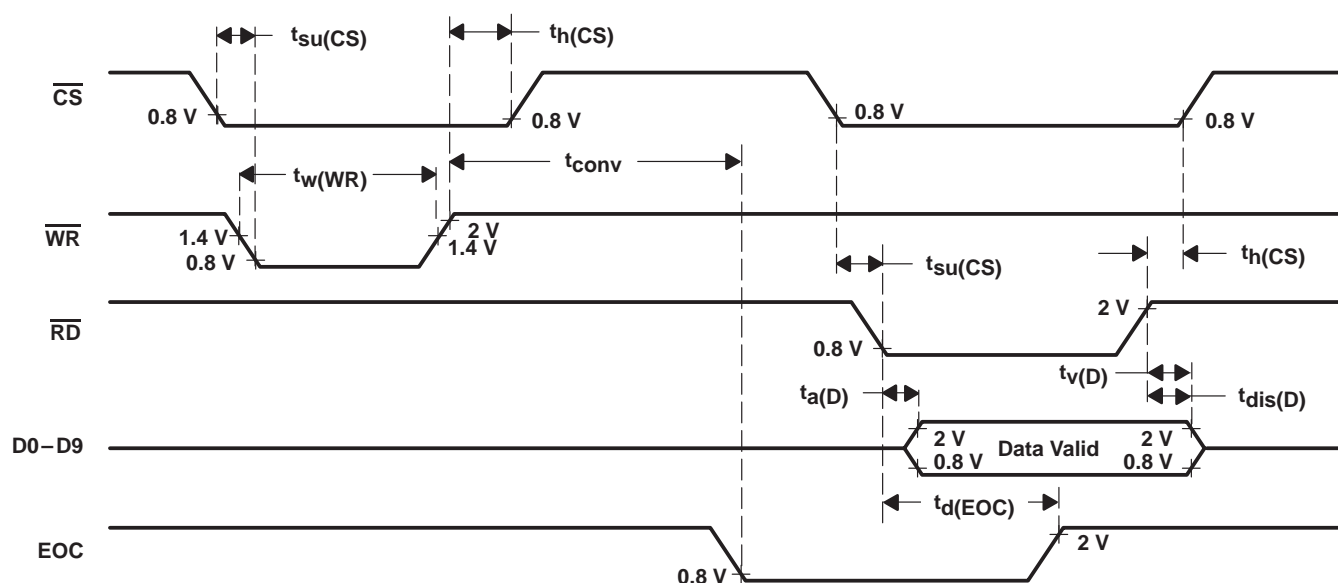 tsu(CS)
th(CS)
CS
0.8 V
0.8 V
0.8 V
0.8 V
tconv
tw(WR)
WR
1.4 V
0.8 V
2 V
1.4 V
tsu(CS)
th(CS)
RD
0.8 V
2 V
ta(D)
tv(D)
tdis(D)
D0–D9
2 V
Data Valid
2 V
0.8 V
0.8 V
td(EOC)
EOC
0.8 V
2 V